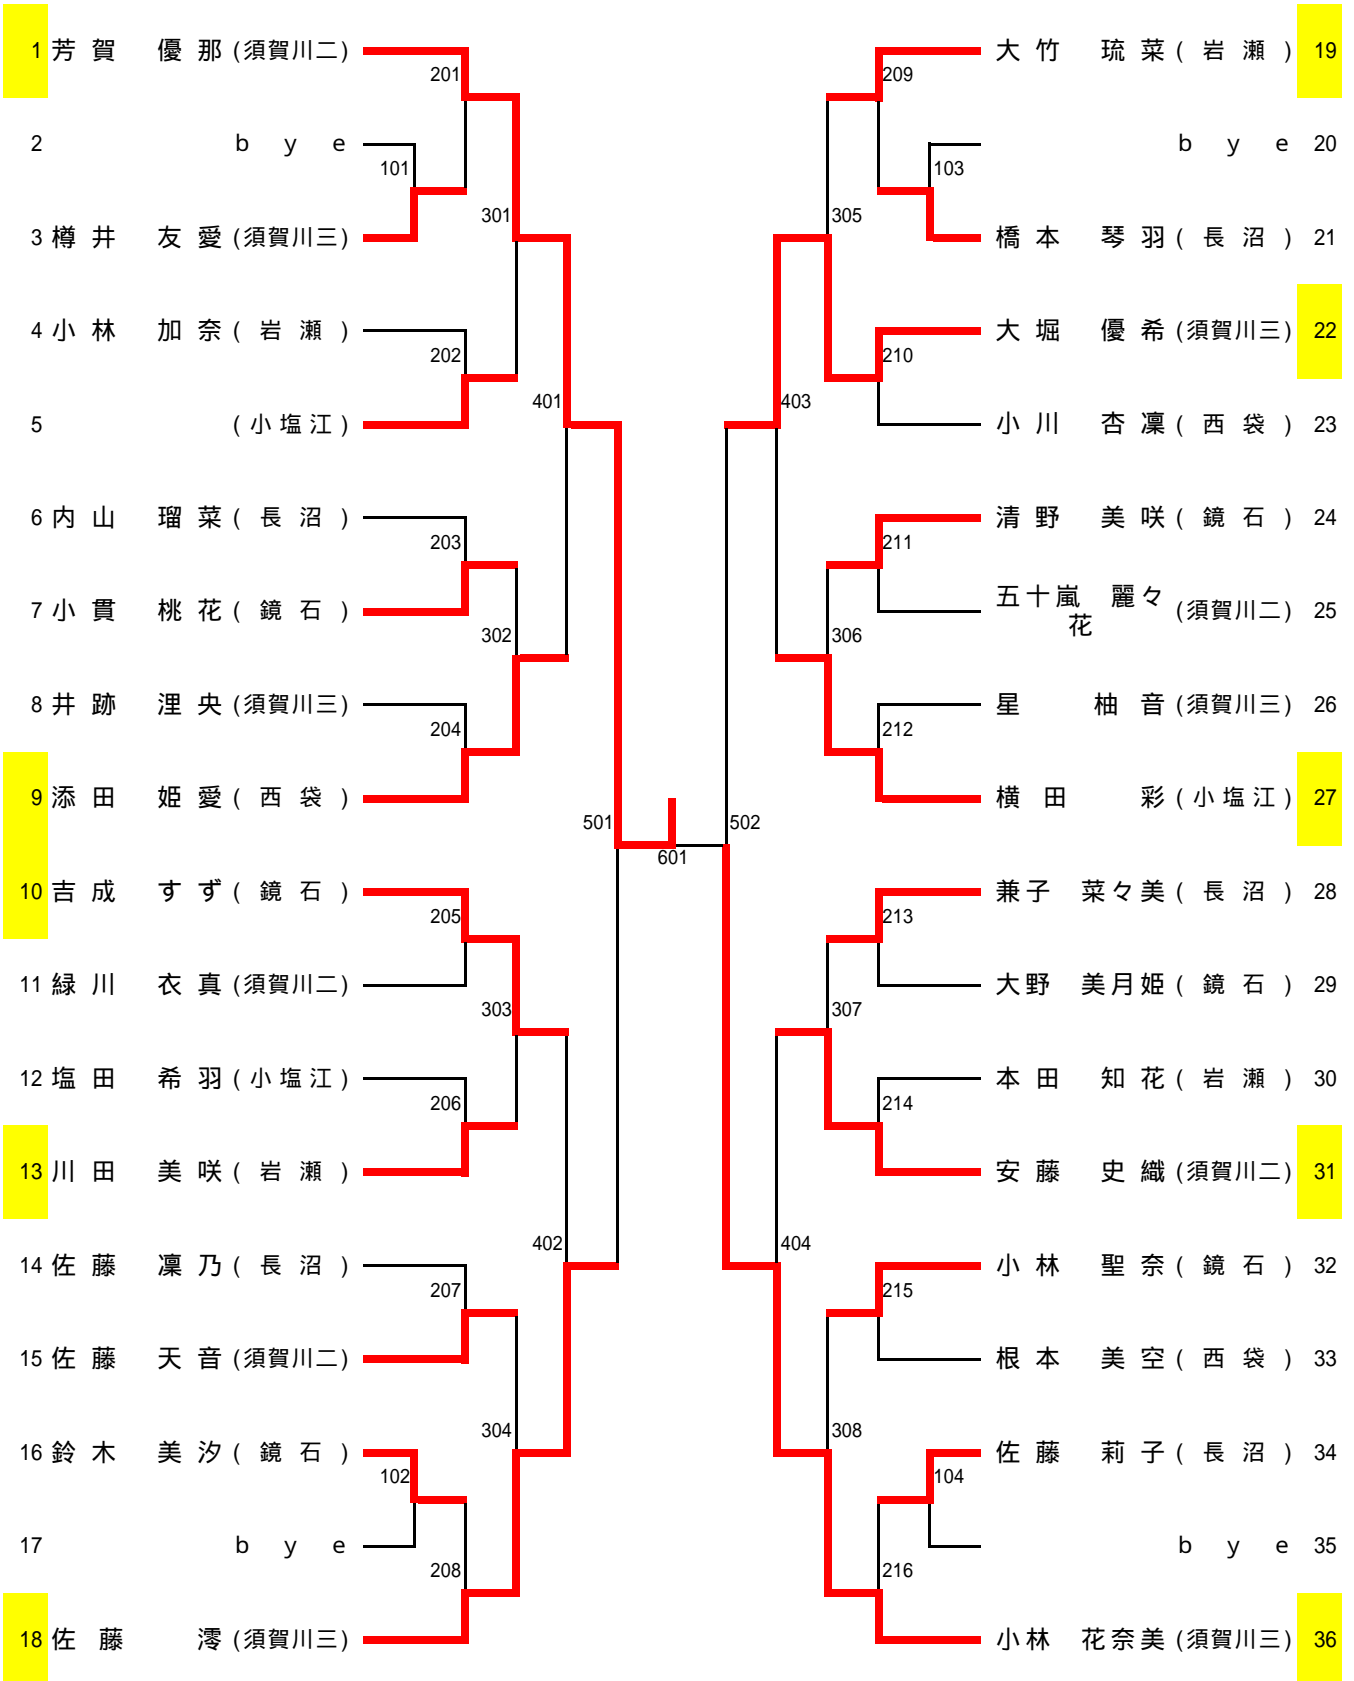 1 芳賀 優那 (須賀川二)
2 bye
3 樽井 友愛 (須賀川三)
4 小林 加奈 (岩瀬)
5 (小塩江)
6 内山 瑠菜 (長沼)
7 小貫 桃花 (鏡石)
8 井跡 浬央 (須賀川三)
9 添田 姫愛 (西袋)
10 吉成 すず (鏡石)
11 緑川 衣真 (須賀川二)
12 塩田 希羽 (小塩江)
13 川田 美咲 (岩瀬)
14 佐藤 凜乃 (長沼)
15 佐藤 天音 (須賀川二)
16 鈴木 美汐 (鏡石)
17 bye
18 佐藤 澪 (須賀川三)
201
101
301
202
401
203
302
204
501
205
303
206
402
207
304
102
208
601
209
103
305
210
403
211
306
212
502
213
307
214
404
215
308
104
216
大竹 琉菜 (岩瀬) 19
bye 20
橋本 琴羽 (長沼) 21
大堀 優希 (須賀川三) 22
小川 杏凜 (西袋) 23
清野 美咲 (鏡石) 24
五十嵐 麗々
花
(須賀川二) 25
星 柚音 (須賀川三) 26
横田 彩 (小塩江) 27
兼子 菜々美 (長沼) 28
大野 美月姫 (鏡石) 29
本田 知花 (岩瀬) 30
安藤 史織 (須賀川二) 31
小林 聖奈 (鏡石) 32
根本 美空 (西袋) 33
佐藤 莉子 (長沼) 34
bye 35
小林 花奈美 (須賀川三) 36